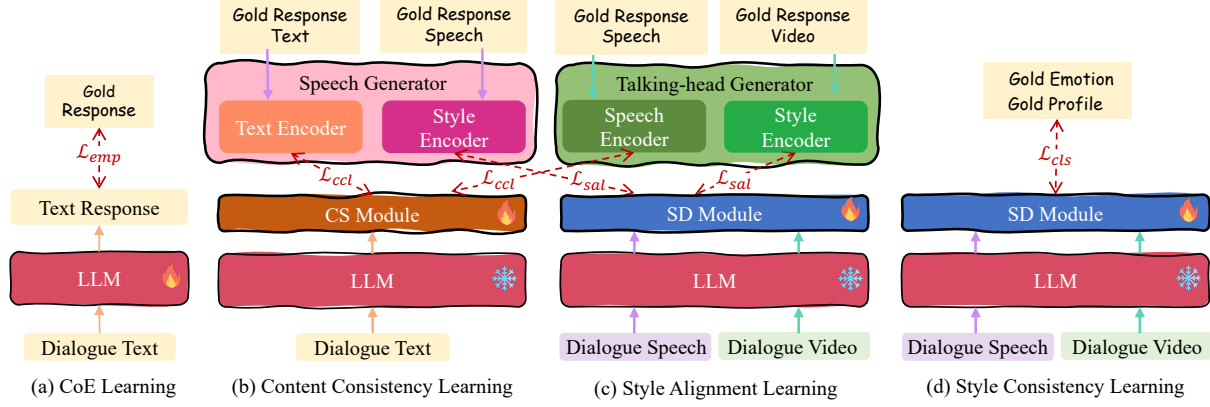 Gold Response
Text
Gold Response
Speech
Gold Response
Speech
Gold Response
Video
Speech Generator
Talking-head Generator
Gold
Response
Gold Emotion
Gold Profile
Text Encoder
Style
Encoder
Speech
Encoder
Style
Encoder
ℒemp
ℒccl
ℒccl
ℒsal
ℒsal
ℒcls
Text Response
CS Module
SD Module
SD Module
LLM
LLM
LLM
LLM
Dialogue Text
Dialogue Text
Dialogue Speech
Dialogue Video
Dialogue Speech
Dialogue Video
(a) CoE Learning
(b) Content Consistency Learning
(c) Style Alignment Learning
(d) Style Consistency Learning